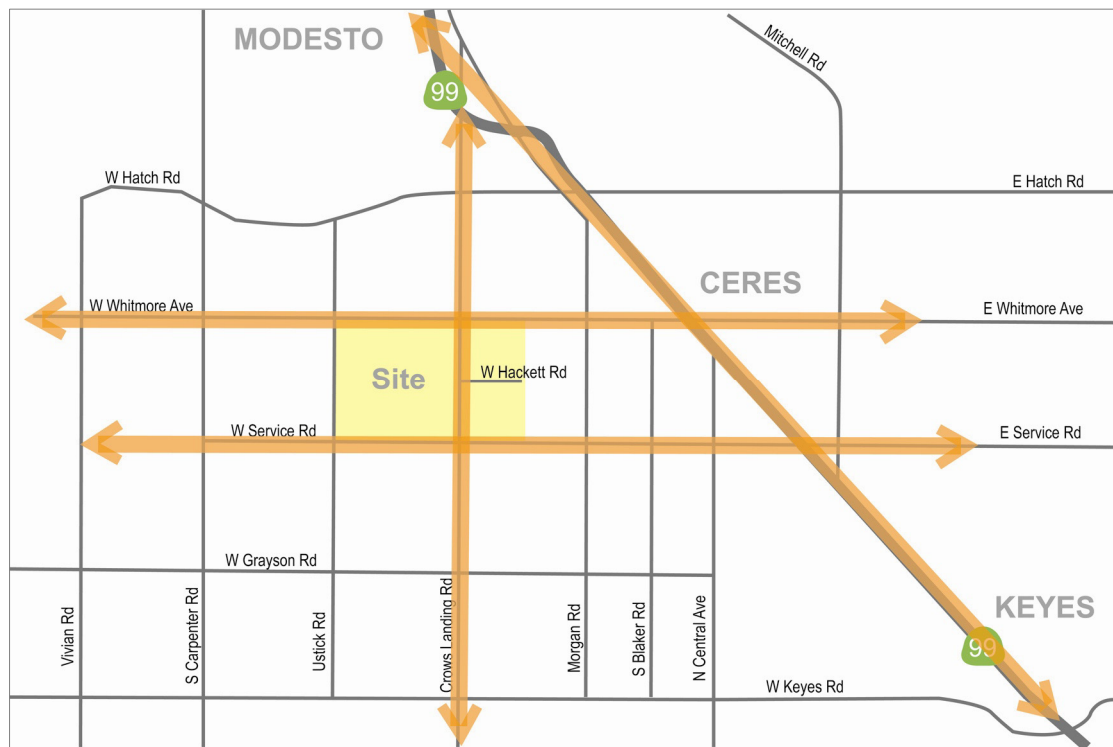 MODESTO
Mitchell Rd
99
W Hatch Rd
E Hatch Rd
CERES
W Whitmore Ave
E Whitmore Ave
Site
W Hackett Rd
W Service Rd
E Service Rd
W Grayson Rd
Vivian Rd
S Carpenter Rd
Ustick Rd
Crows Landing Rd
Morgan Rd
S Blaker Rd
N Central Ave
KEYES
99
W Keyes Rd